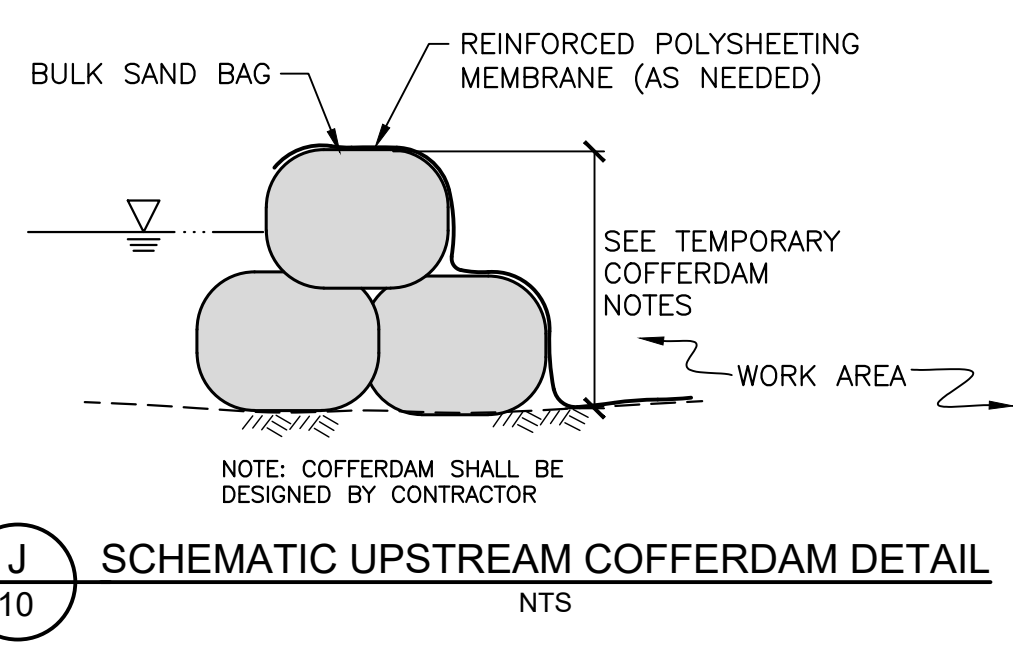 BULK SAND BAG
REINFORCED POLYSHEETING
MEMBRANE (AS NEEDED)
SEE TEMPORARY
COFFERDAM
NOTES
WORK AREA
NOTE: COFFERDAM SHALL BE
DESIGNED BY CONTRACTOR
J
10
SCHEMATIC UPSTREAM COFFERDAM DETAIL
NTS